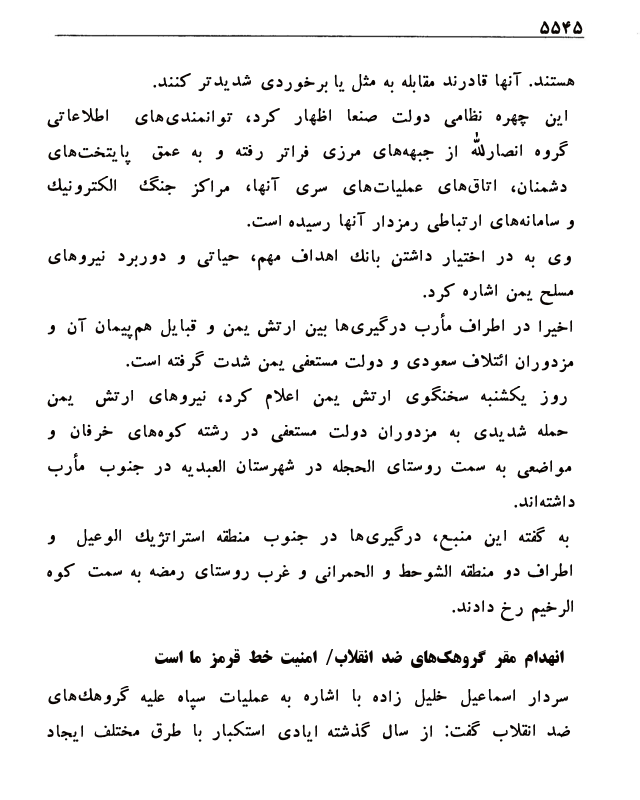 ۵۵۴۵
هستند. آنها قادرند مقابله به مثل یا برخوردی شدیدتر کنند.
این چهره نظامی دولت صنعا اظهار کرد، توانمندی‌های اطلاعاتی
گروه انصارالله از جبهه‌های مرزی فراتر رفته و به عمق پایتخت‌های
دشمنان، اتاق‌های عملیات‌های سری آنها، مراکز جنگ الکترونیک
و سامانه‌های ارتباطی رمزدار آنها رسیده است.
وی به در اختیار داشتن بانک اهداف مهم، حیاتی و دوربرد نیروهای
مسلح یمن اشاره کرد.
اخیرا در اطراف مأرب درگیری‌ها بین ارتش یمن و قبایل هم‌پیمان آن و
مزدوران ائتلاف سعودی و دولت مستعفی یمن شدت گرفته است.
روز یکشنبه سخنگوی ارتش یمن اعلام کرد، نیروهای ارتش یمن
حمله شدیدی به مزدوران دولت مستعفی در رشته کوه‌های خرفان و
مواضعی به سمت روستای الحجله در شهرستان العبدیه در جنوب مأرب
داشته‌اند.
به گفته این منبع، درگیری‌ها در جنوب منطقه استراتژیک الوعیل و
اطراف دو منطقه الشوحط و الحمرانی و غرب روستای رمضه به سمت کوه
الرخیم رخ دادند.
انهدام مقر گروهک‌های ضد انقلاب/ امنیت خط قرمز ما است
سردار اسماعیل خلیل زاده با اشاره به عملیات سپاه علیه گروهک‌های
ضد انقلاب گفت: از سال گذشته ایادی استکبار با طرق مختلف ایجاد